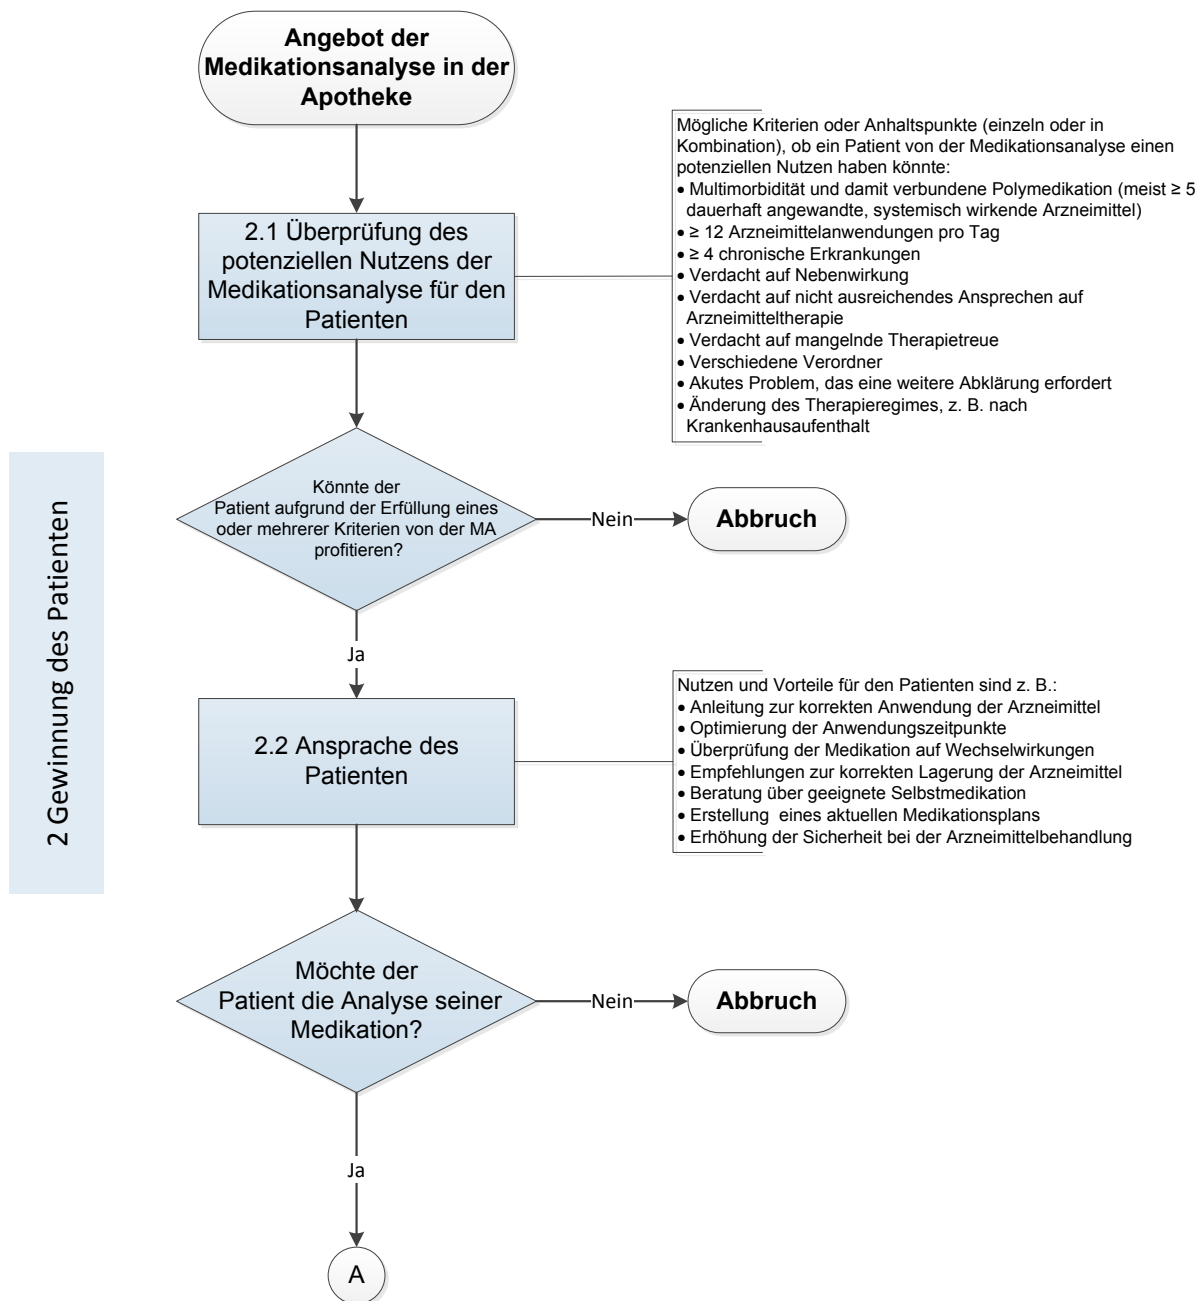 Angebot der
Medikationsanalyse in der
Apotheke
Mögliche Kriterien oder Anhaltspunkte (einzeln oder in
Kombination), ob ein Patient von der Medikationsanalyse einen
potenziellen Nutzen haben könnte:
• Multimorbidität und damit verbundene Polymedikation (meist ≥ 5
dauerhaft angewandte, systemisch wirkende Arzneimittel)
• ≥ 12 Arzneimittelanwendungen pro Tag
• ≥ 4 chronische Erkrankungen
• Verdacht auf Nebenwirkung
• Verdacht auf nicht ausreichendes Ansprechen auf
Arzneimitteltherapie
• Verdacht auf mangelnde Therapietreue
• Verschiedene Verordner
• Akutes Problem, das eine weitere Abklärung erfordert
• Änderung des Therapieregimes, z. B. nach
Krankenhausaufenthalt
2.1 Überprüfung des
potenziellen Nutzens der
Medikationsanalyse für den
Patienten
2 Gewinnung des Patienten
Könnte der
Patient aufgrund der Erfüllung eines
oder mehrerer Kriterien von der MA
profitieren?
Nein
Abbruch
Ja
2.2 Ansprache des
Patienten
Nutzen und Vorteile für den Patienten sind z. B.:
• Anleitung zur korrekten Anwendung der Arzneimittel
• Optimierung der Anwendungszeitpunkte
• Überprüfung der Medikation auf Wechselwirkungen
• Empfehlungen zur korrekten Lagerung der Arzneimittel
• Beratung über geeignete Selbstmedikation
• Erstellung eines aktuellen Medikationsplans
• Erhöhung der Sicherheit bei der Arzneimittelbehandlung
Möchte der
Patient die Analyse seiner
Medikation?
Nein
Abbruch
Ja
A